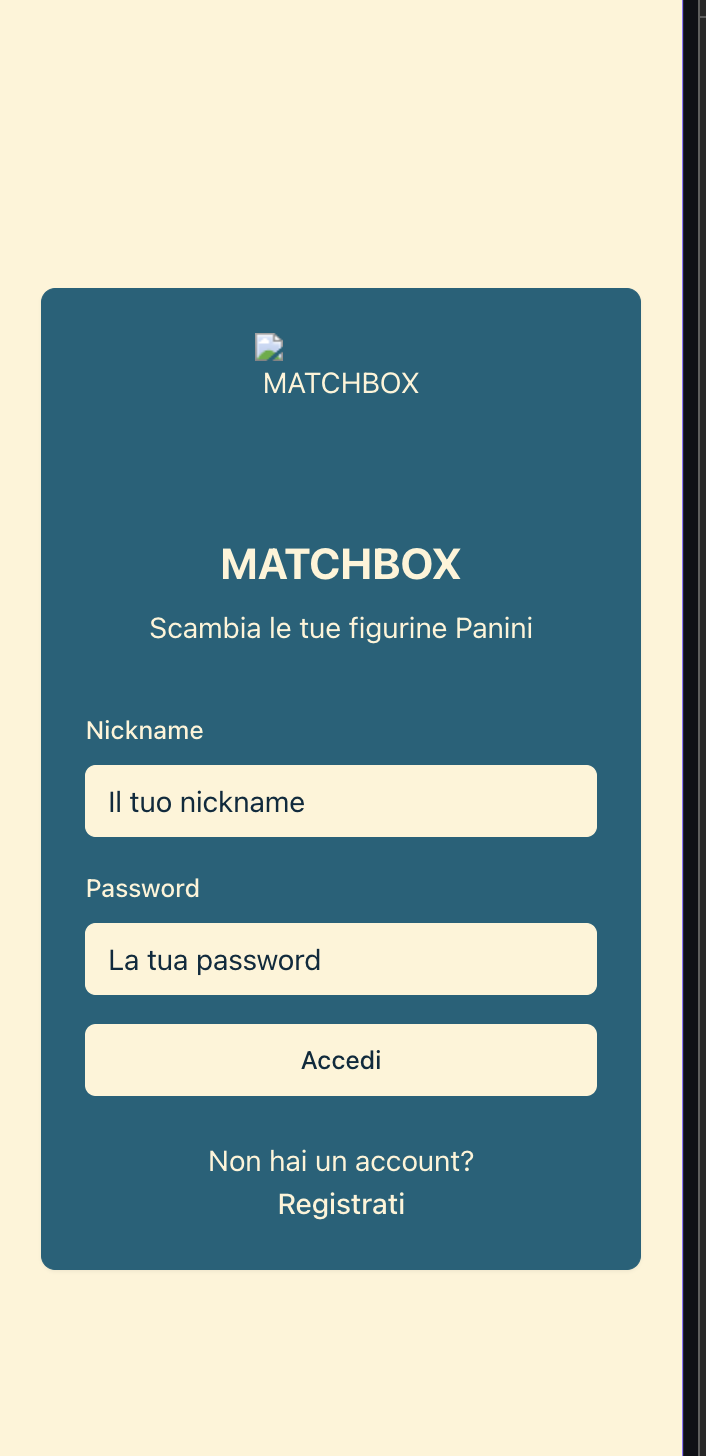 MATCHBOX
MATCHBOX
Scambia le tue figurine Panini
Nickname
Il tuo nickname
Password
La tua password
Accedi
Non hai un account?
Registrati